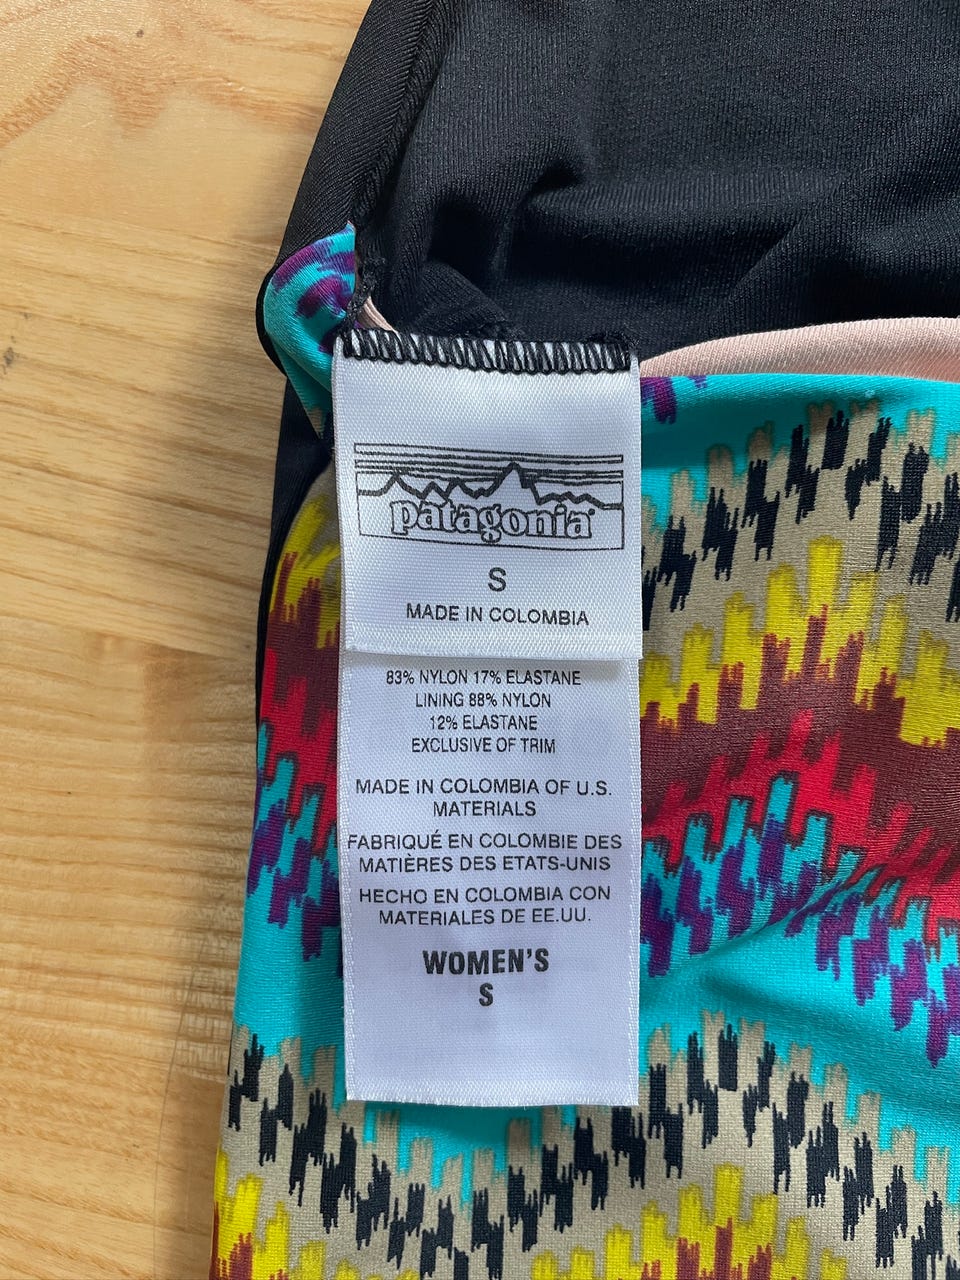 patagonia®
S
MADE IN COLOMBIA
83% NYLON 17% ELASTANE
LINING 88% NYLON
12% ELASTANE
EXCLUSIVE OF TRIM
MADE IN COLOMBIA OF U.S.
MATERIALS
FABRIQUÉ EN COLOMBIE DES
MATIÈRES DES ETATS-UNIS
HECHO EN COLOMBIA CON
MATERIALES DE EE.UU.
WOMEN'S
S